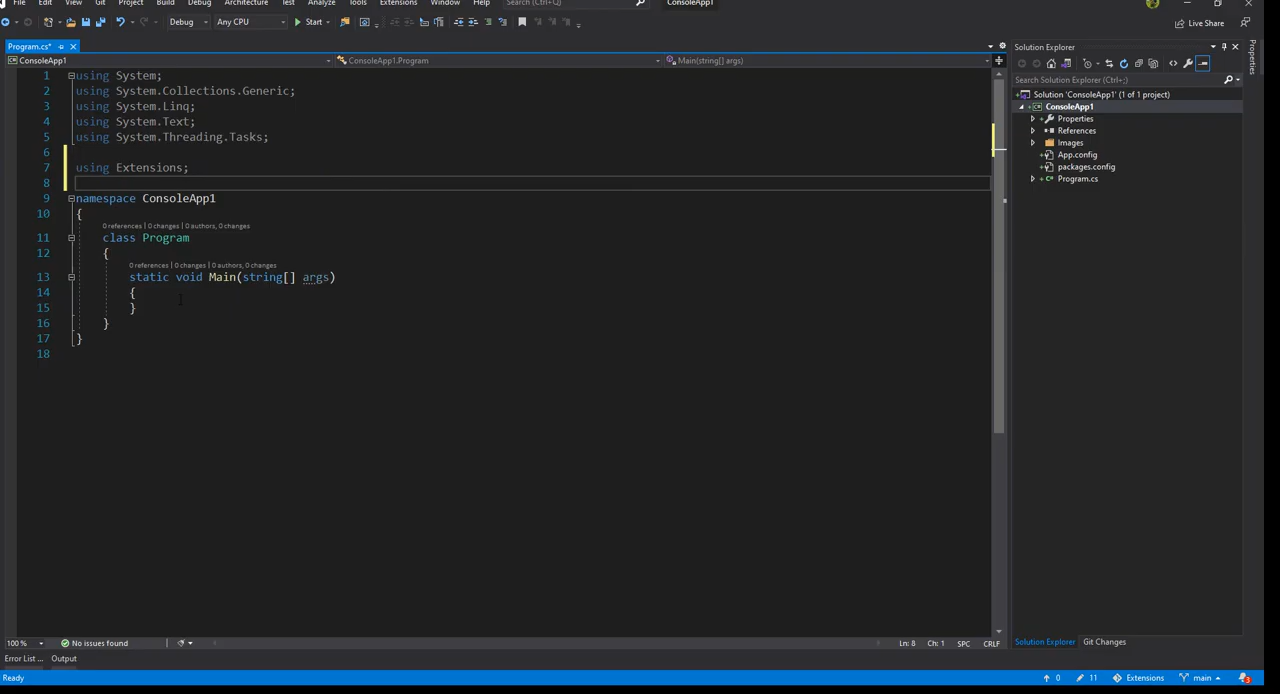 File Edit View Git Project Build Debug Architecture Test Analyze Tools Extensions Window Help Search (Ctrl+Q) ConsoleApp1
Debug Any CPU Start Live Share
Program.cs*
ConsoleApp1 ConsoleApp1.Program Main(string[] args)
1 using System;
2 using System.Collections.Generic;
3 using System.Linq;
4 using System.Text;
5 using System.Threading.Tasks;
6
7 using Extensions;
8
9 namespace ConsoleApp1
10 {
0 references | 0 changes | 0 authors, 0 changes
11 class Program
12 {
0 references | 0 changes | 0 authors, 0 changes
13 static void Main(string[] args)
14 {
15 }
16 }
17 }
18
100 % No issues found Ln: 8 Ch: 1 SPC CRLF
Error List ... Output
Solution Explorer
Search Solution Explorer (Ctrl+;)
Solution 'ConsoleApp1' (1 of 1 project)
ConsoleApp1
Properties
References
Images
App.config
packages.config
Program.cs
Solution Explorer Git Changes
Properties
Ready 0 11 Extensions main 3